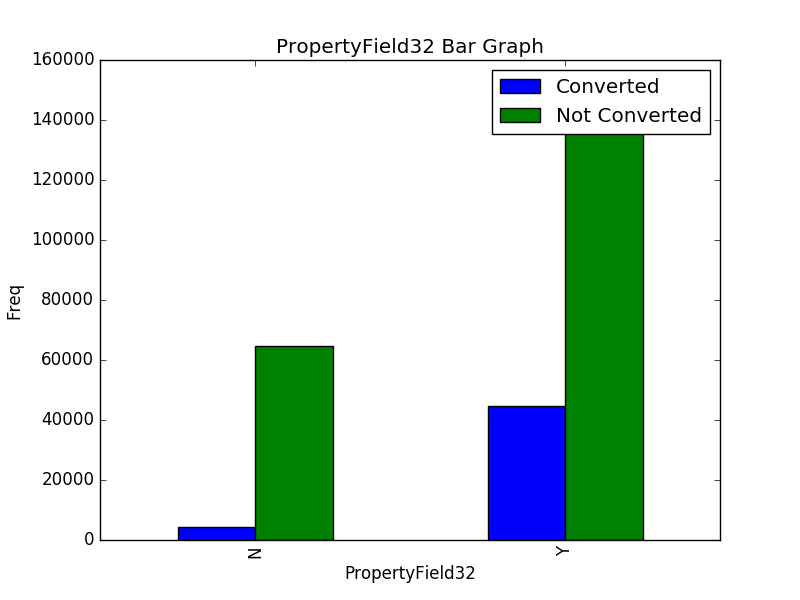 PropertyField32 Bar Graph
160000
140000
120000
100000
80000
60000
40000
20000
0
Freq
Converted
Not Converted
N
Y
PropertyField32